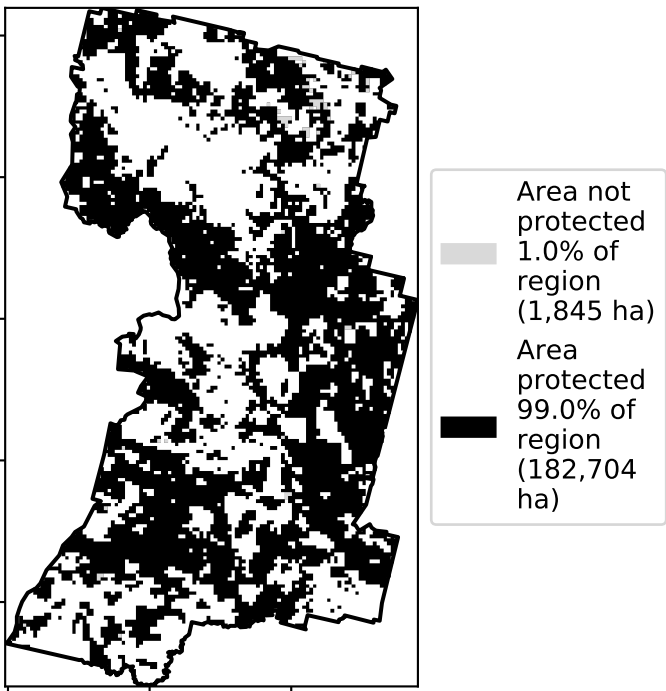 Area not
protected
1.0% of
region
(1,845 ha)
Area
protected
99.0% of
region
(182,704
ha)